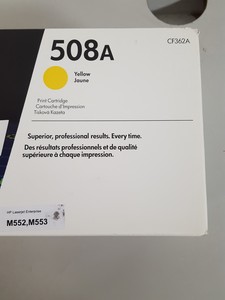 508A
CF362A
Yellow
Jaune
Print Cartridge
Cartouche d'Impression
Tiskova Kazeta
Superior, professional results. Every time.
Des résultats professionnels et de qualité
supérieure à chaque impression.
HP LaserJet Enterprise
M552,M553